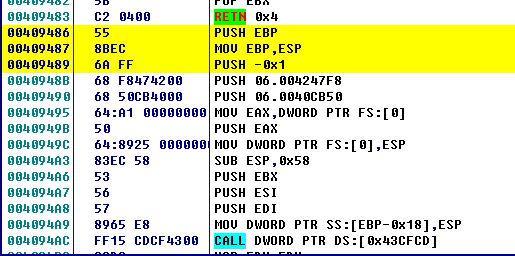 00409482 5B POP EBX
00409483 C2 0400 RETN 0x4
00409486 55 PUSH EBP
00409487 8BEC MOV EBP,ESP
00409489 6A FF PUSH -0x1
0040948B 68 F8474200 PUSH 06.004247F8
00409490 68 50CB4000 PUSH 06.0040CB50
00409495 64:A1 00000000 MOV EAX,DWORD PTR FS:[0]
0040949B 50 PUSH EAX
0040949C 64:8925 0000000 MOV DWORD PTR FS:[0],ESP
004094A3 83EC 58 SUB ESP,0x58
004094A6 53 PUSH EBX
004094A7 56 PUSH ESI
004094A8 57 PUSH EDI
004094A9 8965 E8 MOV DWORD PTR SS:[EBP-0x18],ESP
004094AC FF15 CDCF4300 CALL DWORD PTR DS:[0x43CFCD]